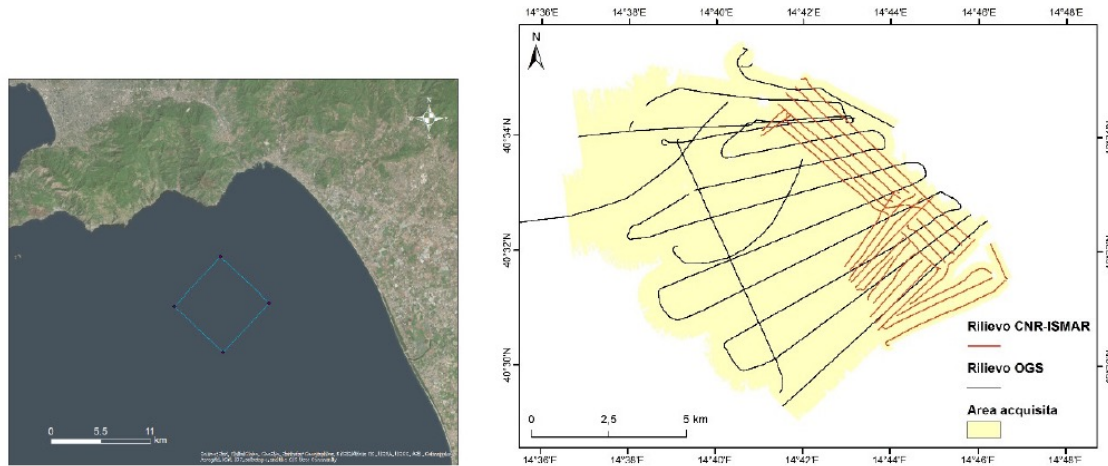 N
0 5.5 11
km
14°36'E 14°38'E 14°40'E 14°42'E 14°44'E 14°46'E 14°48'E
N
40°34'N
40°32'N
40°30'N
Rilievo CNR-ISMAR
Rilievo OGS
Area acquisita
0 2,5 5 km
14°36'E 14°38'E 14°40'E 14°42'E 14°44'E 14°46'E 14°48'E